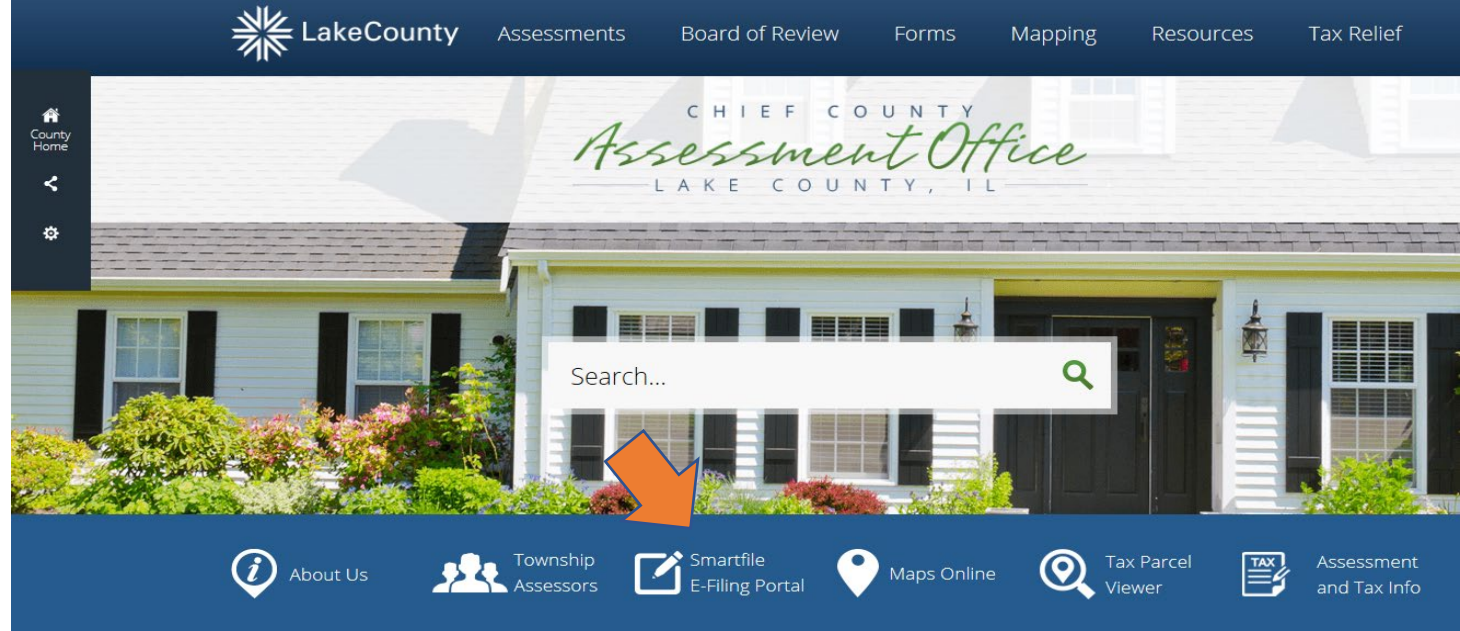 LakeCounty
Assessments
Board of Review
Forms
Mapping
Resources
Tax Relief
County
Home
CHIEF COUNTY
Assessment Office
LAKE COUNTY, IL
Search...
About Us
Township
Assessors
Smartfile
E-Filing Portal
Maps Online
Tax Parcel
Viewer
TAX
Assessment
and Tax Info